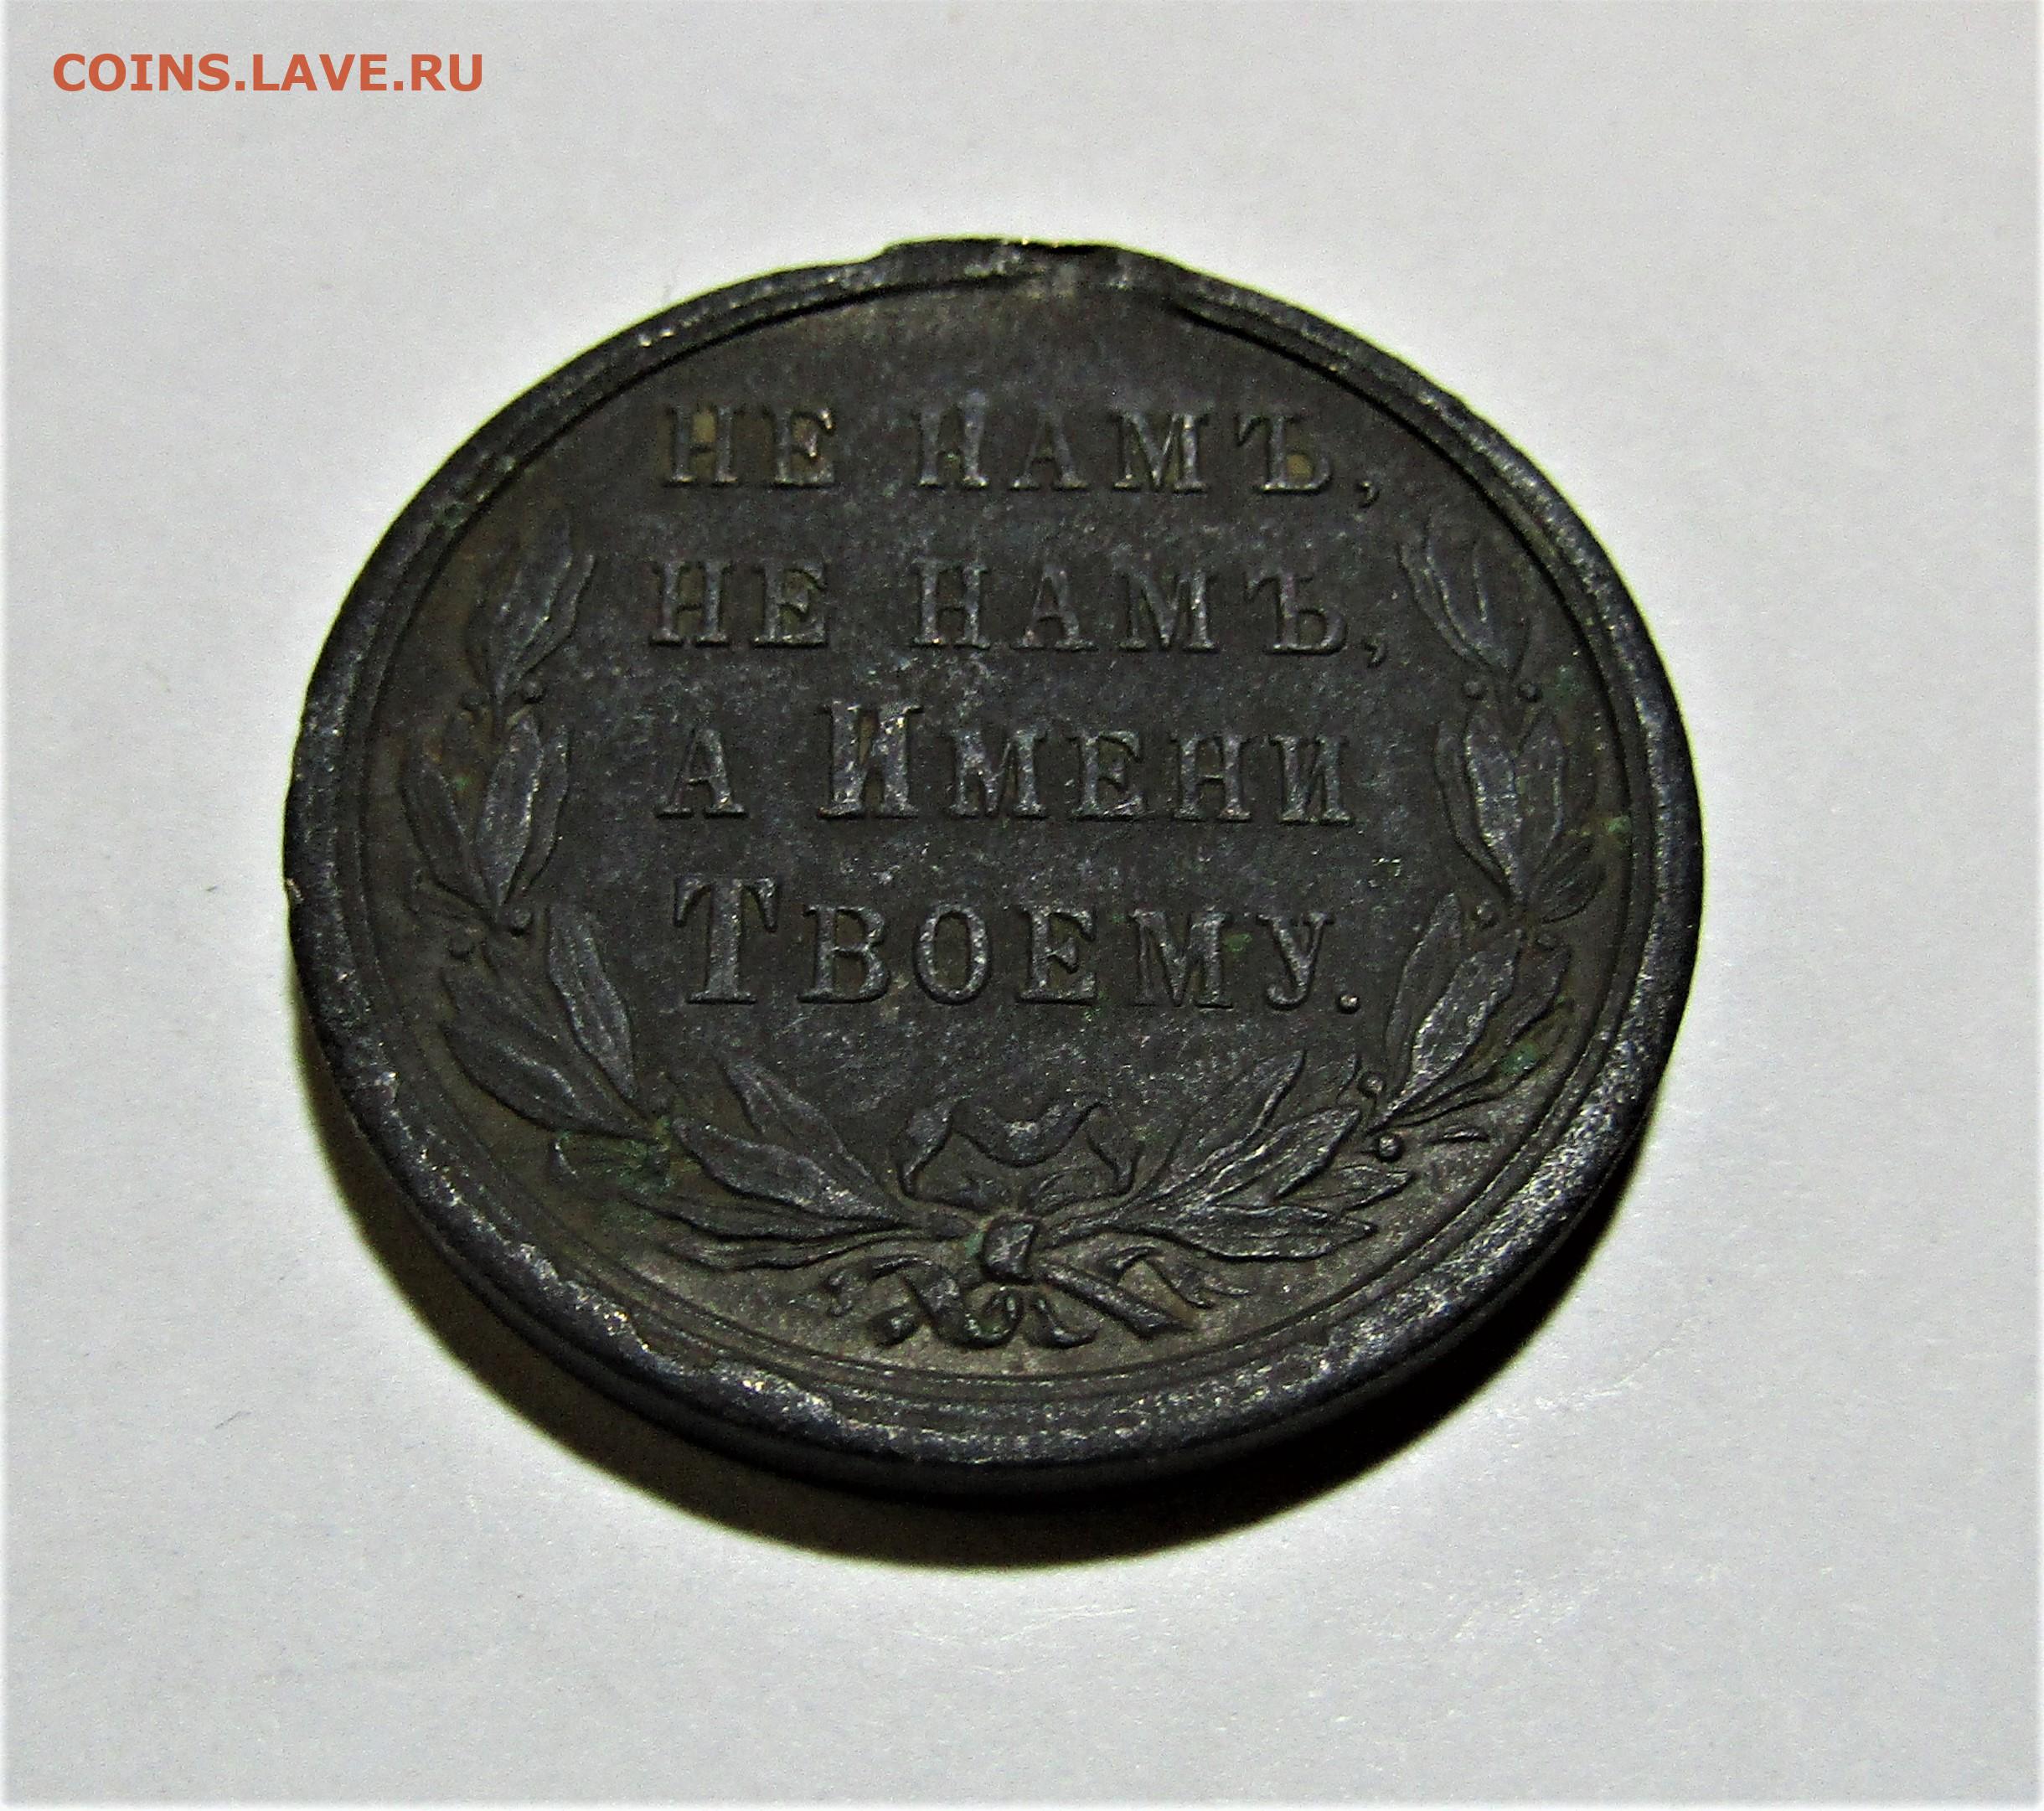 COINS.LAVE.RU
НЕ НАМЪ,
НЕ НАМЪ,
А ИМЕНИ
ТВОЕМУ.